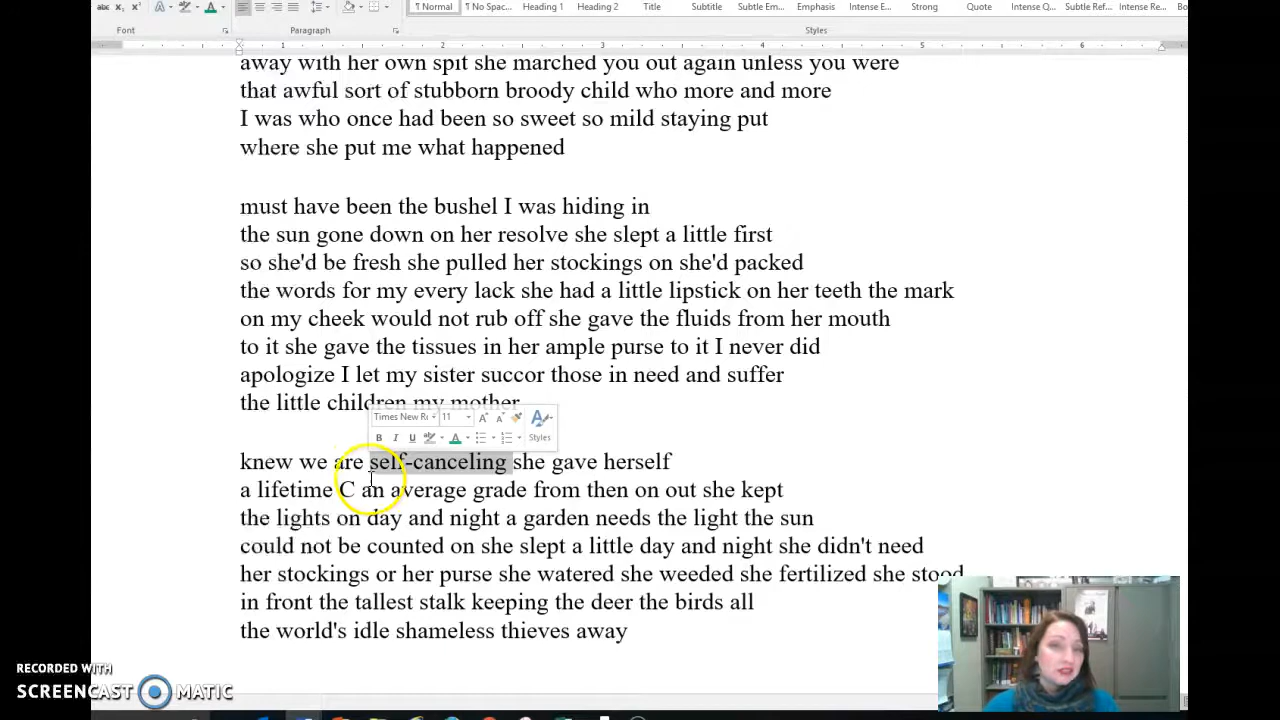 Normal
No Spac...
Heading 1
Heading 2
Title
Subtitle
Subtle Em...
Emphasis
Intense E...
Strong
Quote
Intense Q...
Subtle Ref...
Intense Re...
Font
Paragraph
Styles
1 2 3 4 5 6
away with her own spit she marched you out again unless you were
that awful sort of stubborn broody child who more and more
I was who once had been so sweet so mild staying put
where she put me what happened
must have been the bushel I was hiding in
the sun gone down on her resolve she slept a little first
so she'd be fresh she pulled her stockings on she'd packed
the words for my every lack she had a little lipstick on her teeth the mark
on my cheek would not rub off she gave the fluids from her mouth
to it she gave the tissues in her ample purse to it I never did
apologize I let my sister succor those in need and suffer
the little children my mother
Times New Ro
11
B I U
Styles
knew we are self-canceling she gave herself
a lifetime C an average grade from then on out she kept
the lights on day and night a garden needs the light the sun
could not be counted on she slept a little day and night she didn't need
her stockings or her purse she watered she weeded she fertilized she stood
in front the tallest stalk keeping the deer the birds all
the world's idle shameless thieves away
RECORDED WITH
SCREENCAST MATIC